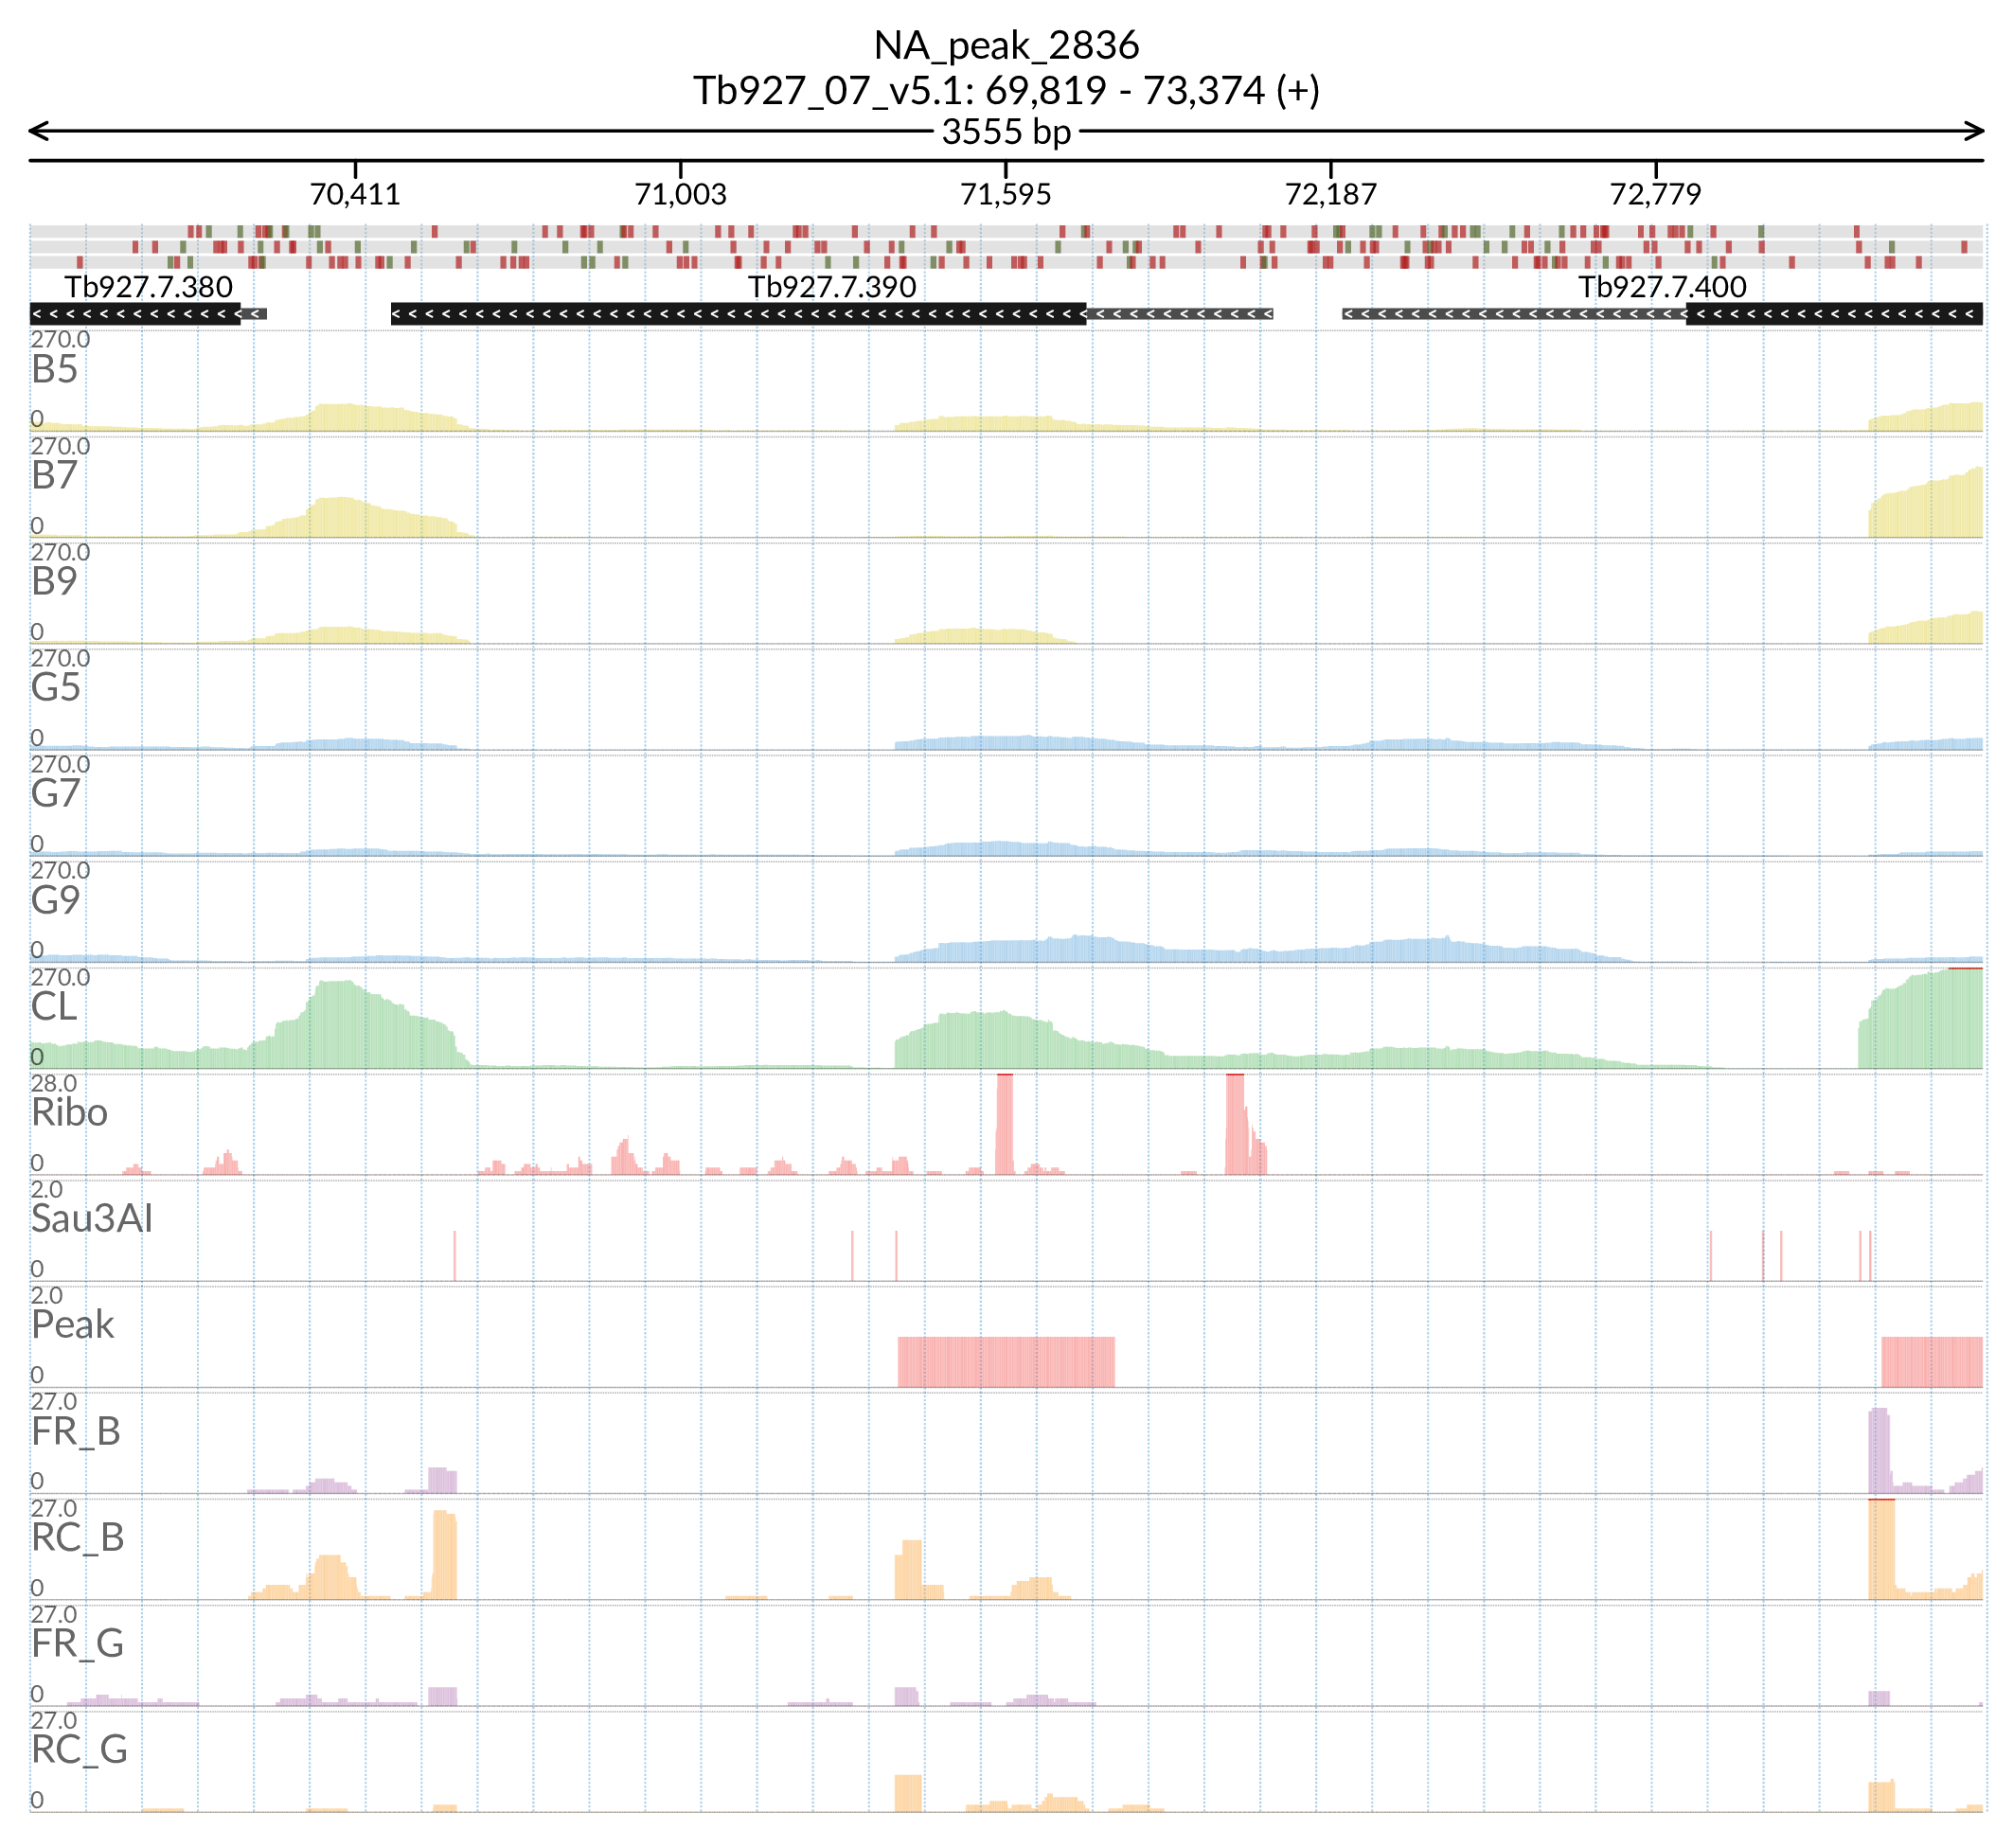 NA_peak_2836
Tb927_07_v5.1: 69,819 - 73,374 (+)
3555 bp
70,411 71,003 71,595 72,187 72,779
Tb927.7.380 Tb927.7.390 Tb927.7.400
270.0
B5
0
270.0
B7
0
270.0
B9
0
270.0
G5
0
270.0
G7
0
270.0
G9
0
270.0
CL
0
28.0
Ribo
0
2.0
Sau3AI
0
2.0
Peak
0
27.0
FR_B
0
27.0
RC_B
0
27.0
FR_G
0
27.0
RC_G
0